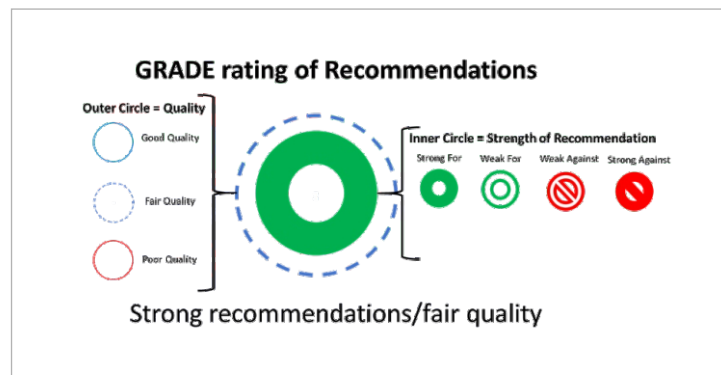 GRADE rating of Recommendations
Outer Circle = Quality
Good Quality
Fair Quality
Poor Quality
Inner Circle = Strength of Recommendation
Strong For
Weak For
Weak Against
Strong Against
Strong recommendations/fair quality